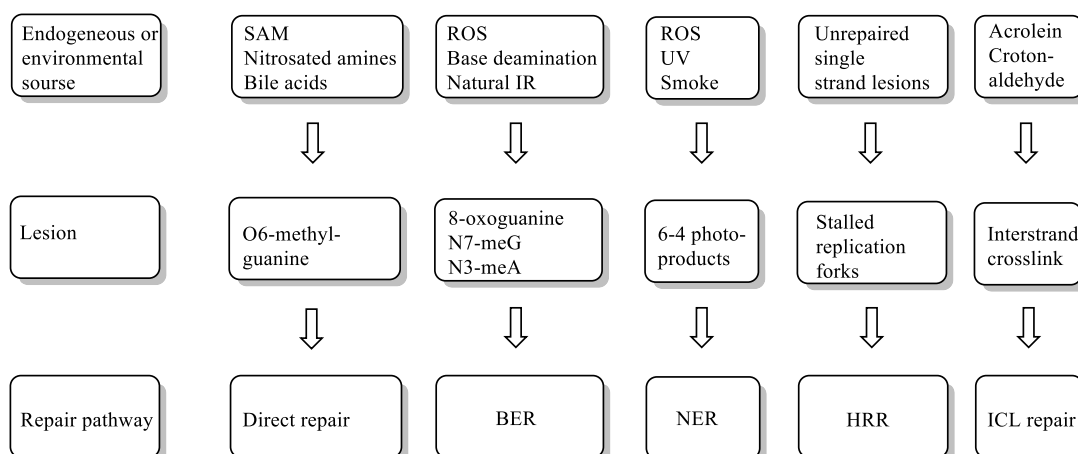 Endogeneous or
environmental
sourse
SAM
Nitrosated amines
Bile acids
ROS
Base deamination
Natural IR
ROS
UV
Smoke
Unrepaired
single
strand lesions
Acrolein
Croton-
aldehyde
Lesion
O6-methyl-
guanine
8-oxoguanine
N7-meG
N3-meA
6-4 photo-
products
Stalled
replication
forks
Interstrand
crosslink
Repair pathway
Direct repair
BER
NER
HRR
ICL repair